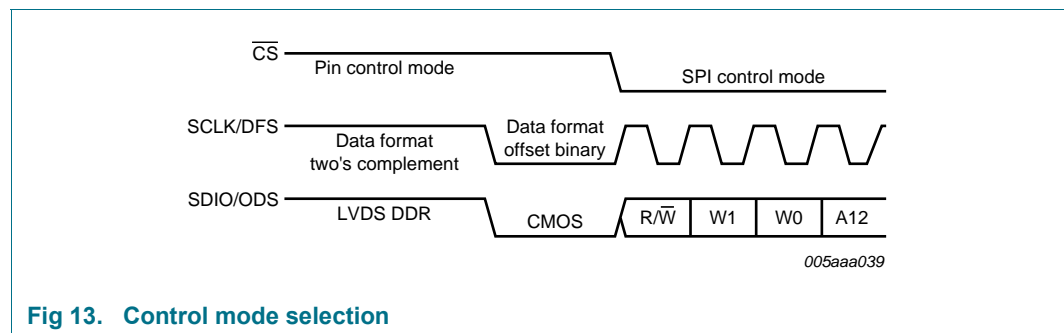 C̅S̅
Pin control mode
SPI control mode
SCLK/DFS
Data format
two's complement
Data format
offset binary
SDIO/ODS
LVDS DDR
CMOS
R/W̅
W1
W0
A12
005aaa039
Fig 13. Control mode selection